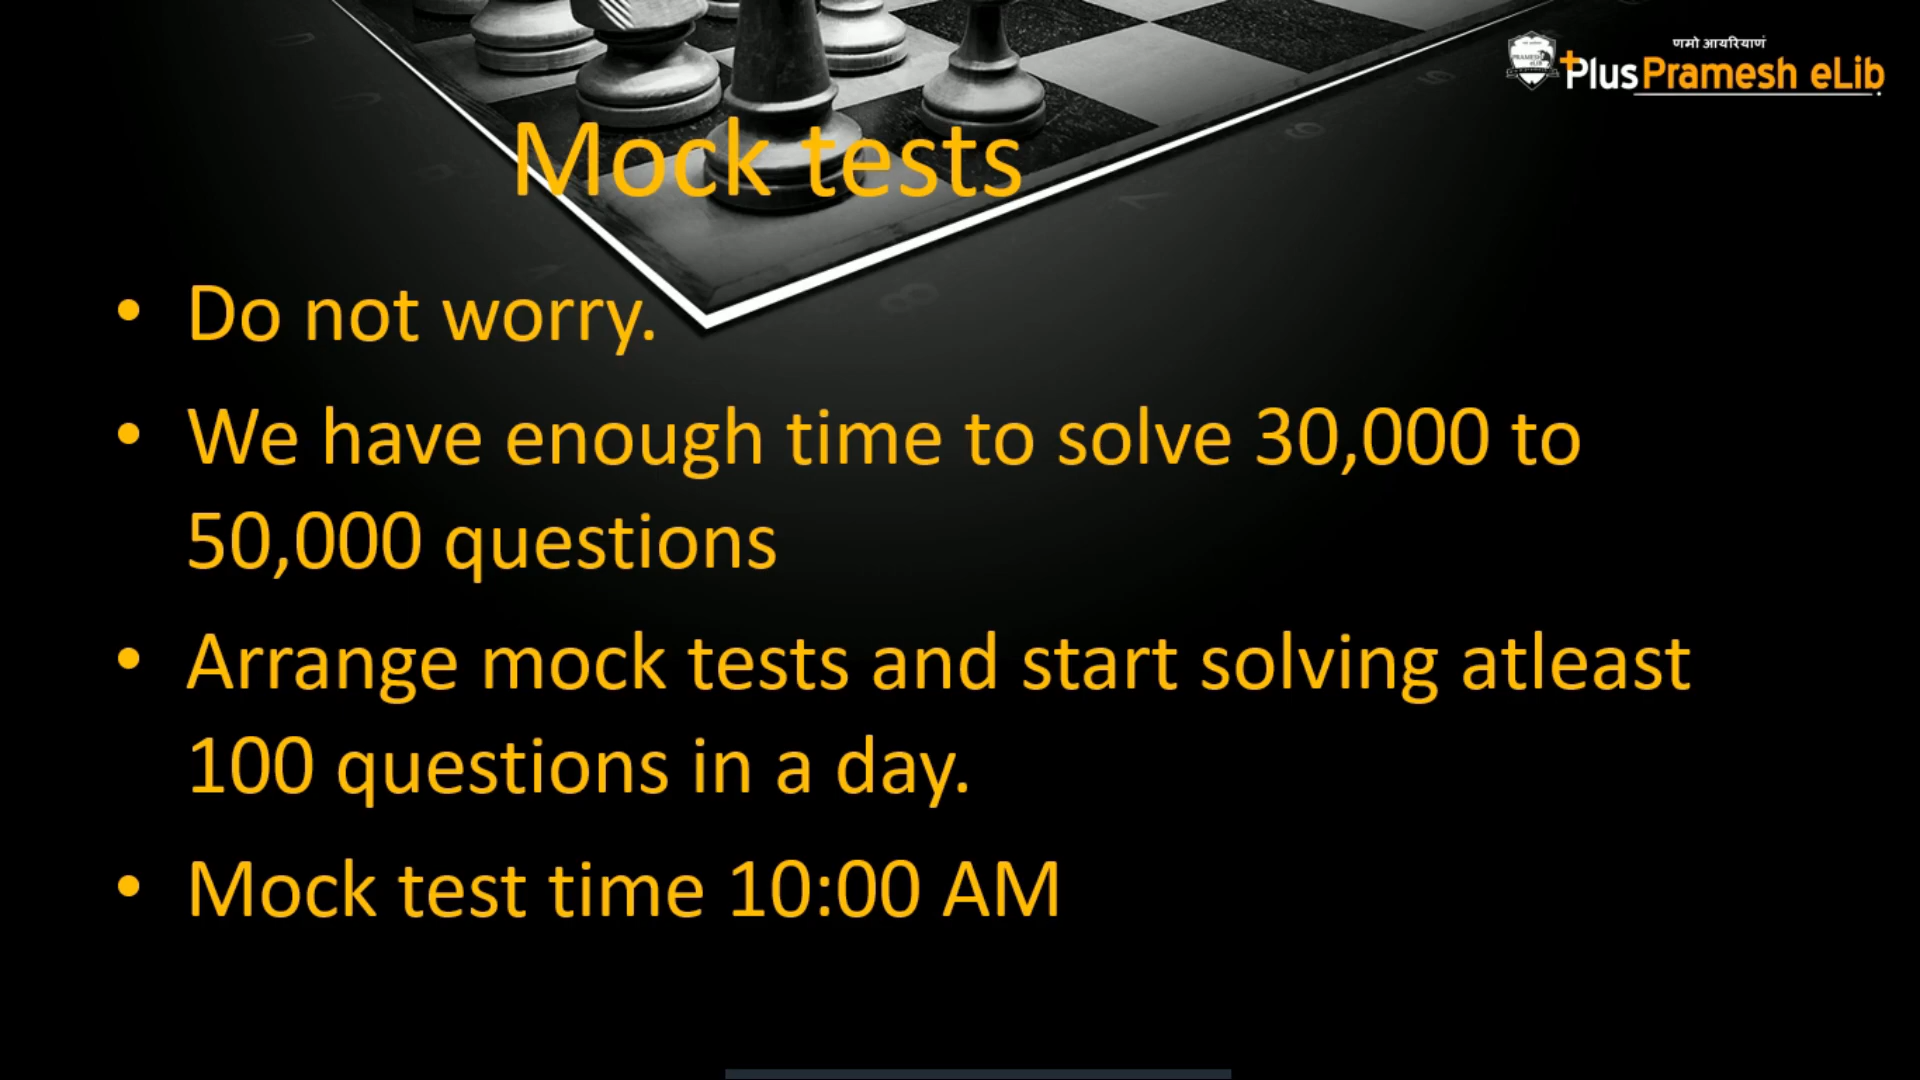 णमो आयरियाणं
Plus Pramesh eLib
Mock tests
• Do not worry.
• We have enough time to solve 30,000 to
50,000 questions
• Arrange mock tests and start solving atleast
100 questions in a day.
• Mock test time 10:00 AM